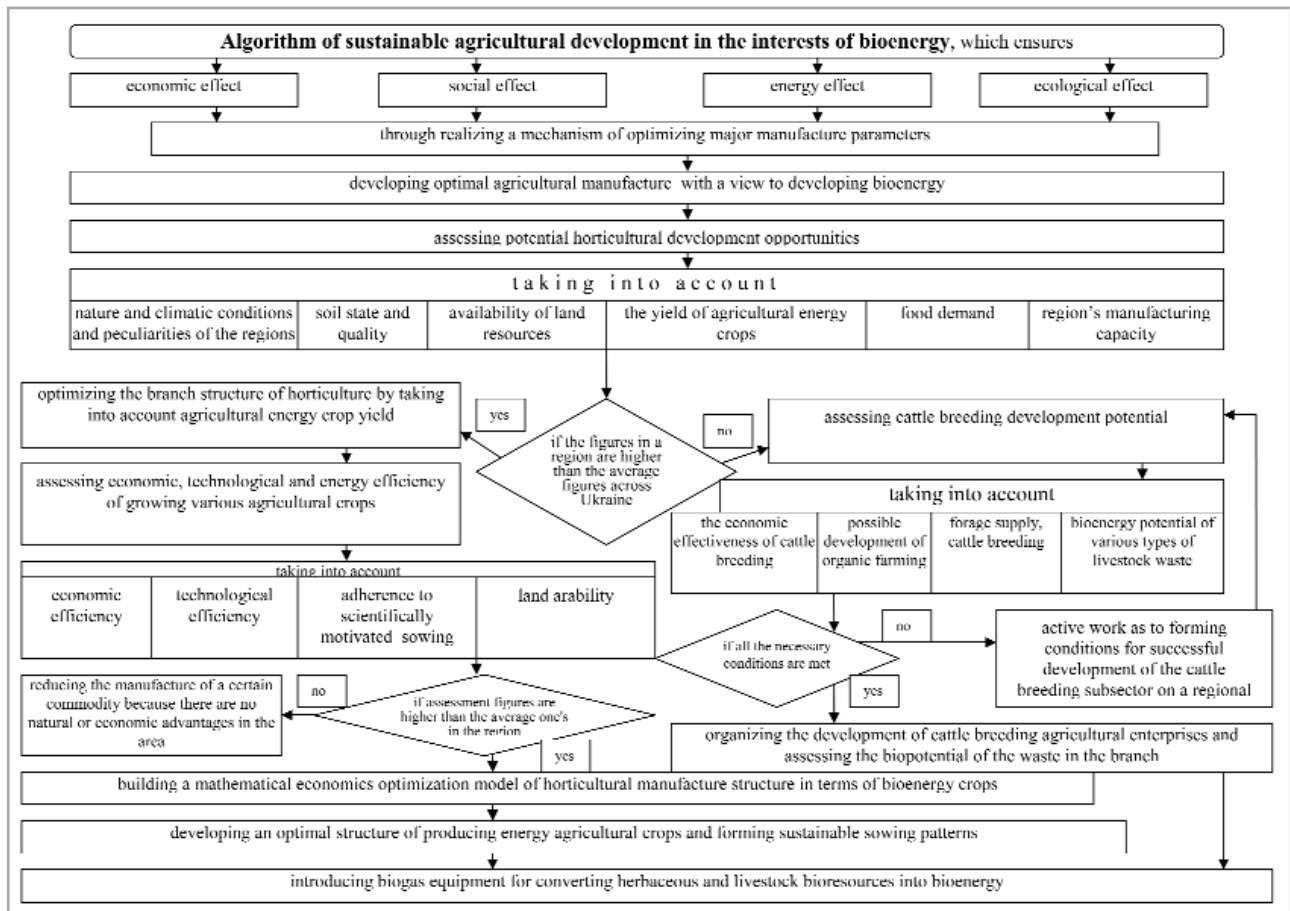 Algorithm of sustainable agricultural development in the interests of bioenergy, which ensures
economic effect
social effect
energy effect
ecological effect
through realizing a mechanism of optimizing major manufacture parameters
developing optimal agricultural manufacture with a view to developing bioenergy
assessing potential horticultural development opportunities
taking into account
nature and climatic conditions
and peculiarities of the regions
soil state and
quality
availability of land
resources
the yield of agricultural energy
crops
food demand
region's manufacturing
capacity
optimizing the branch structure of horticulture by taking
into account agricultural energy crop yield
yes
if the figures in a
region are higher
than the average
figures across
Ukraine
no
assessing cattle breeding development potential
assessing economic, technological and energy efficiency
of growing various agricultural crops
taking into account
the economic
effectiveness of cattle
breeding
possible
development of
organic farming
forage supply,
cattle breeding
bioenergy potential of
various types of
livestock waste
taking into account
economic
efficiency
technological
efficiency
adherence to
scientifically
motivated sowing
land arability
if all the necessary
conditions are met
no
active work as to forming
conditions for successful
development of the cattle
breeding subsector on a regional
yes
reducing the manufacture of a certain
commodity because there are no
natural or economic advantages in the
area
no
if assessment figures are
higher than the average one's
in the region
yes
organizing the development of cattle breeding agricultural enterprises and
assessing the biopotential of the waste in the branch
building a mathematical economics optimization model of horticultural manufacture structure in terms of bioenergy crops
developing an optimal structure of producing energy agricultural crops and forming sustainable sowing patterns
introducing biogas equipment for converting herbaceous and livestock bioresources into bioenergy